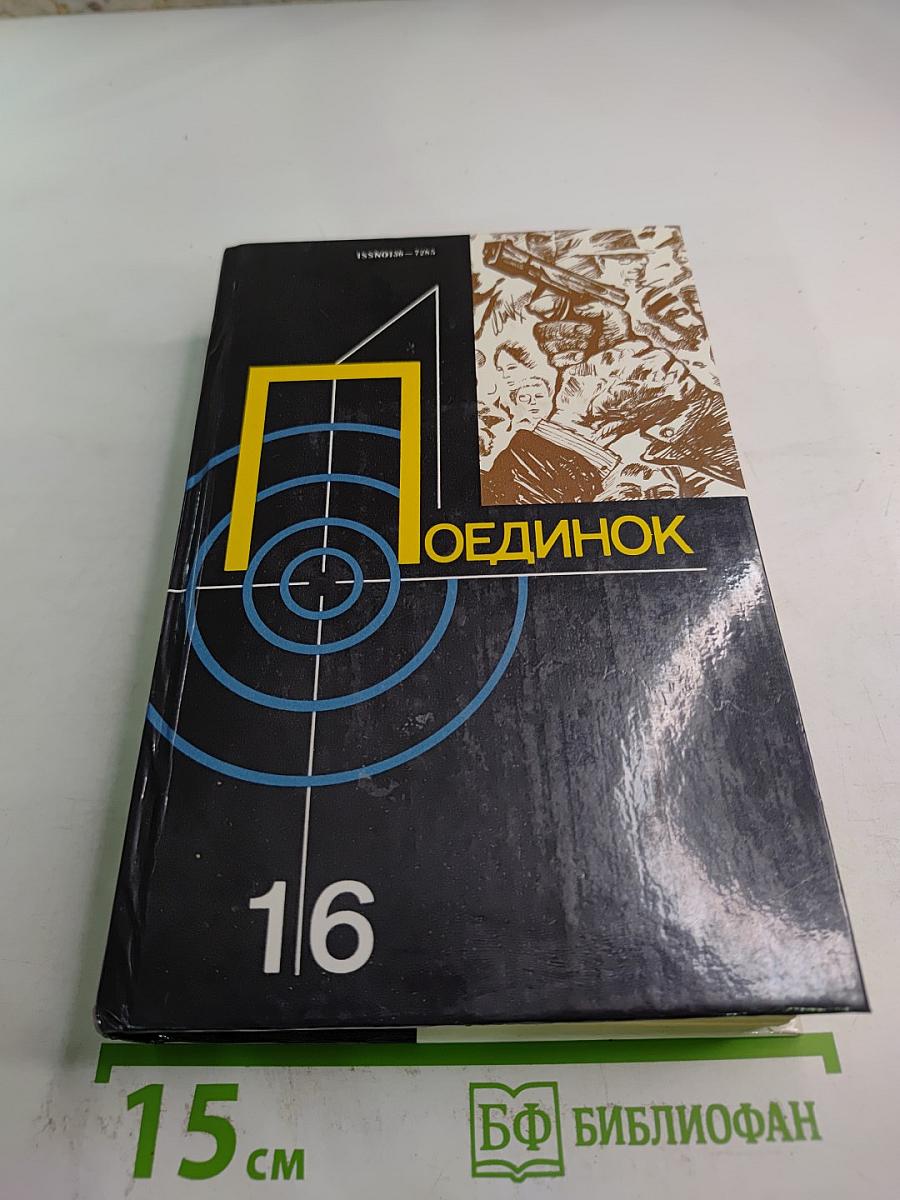 ISSN0136—7285
ПОЕДИНОК
16
15 см
БФ БИБЛИОФАН